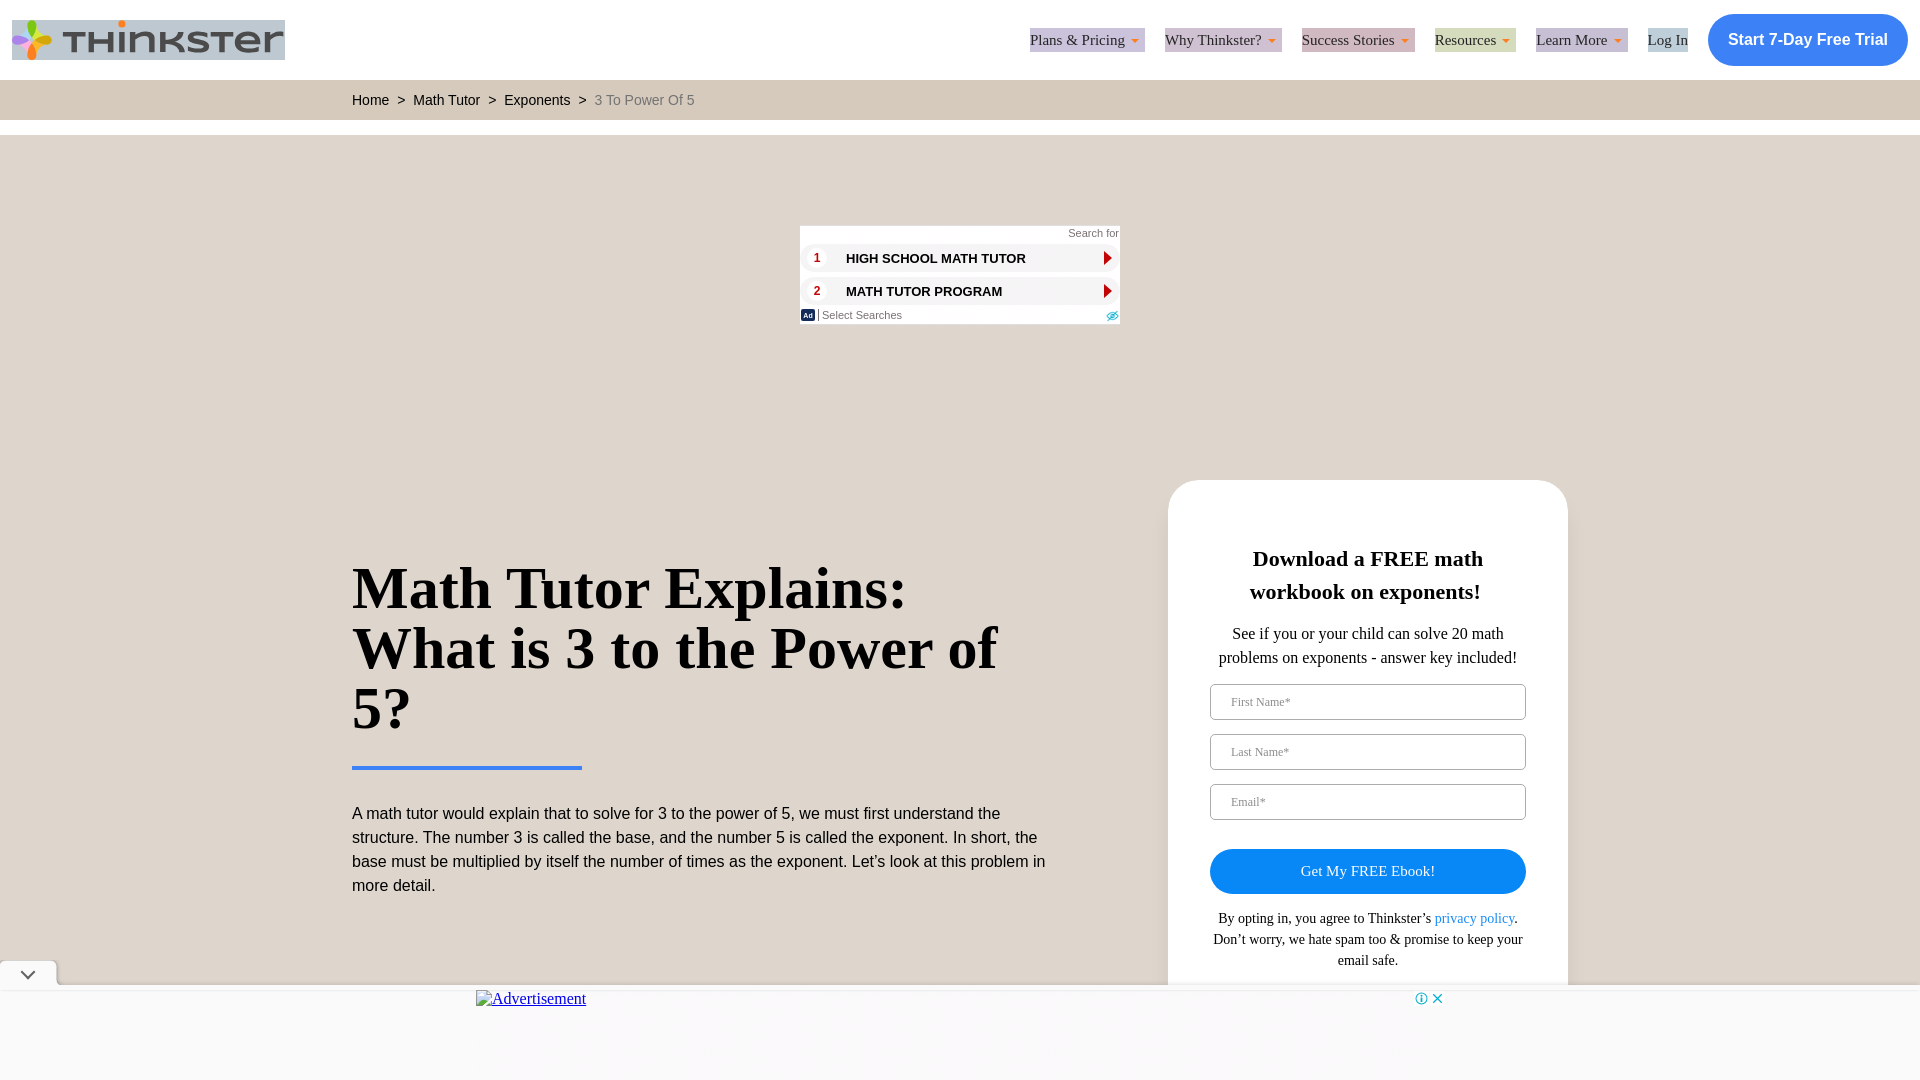 THINKSTER
Plans & Pricing
Why Thinkster?
Success Stories
Resources
Learn More
Log In
Start 7-Day Free Trial
Home > Math Tutor > Exponents > 3 To Power Of 5
Search for
1 HIGH SCHOOL MATH TUTOR
2 MATH TUTOR PROGRAM
Ad Select Searches
Math Tutor Explains:
What is 3 to the Power of
5?
A math tutor would explain that to solve for 3 to the power of 5, we must first understand the
structure. The number 3 is called the base, and the number 5 is called the exponent. In short, the
base must be multiplied by itself the number of times as the exponent. Let’s look at this problem in
more detail.
Download a FREE math
workbook on exponents!
See if you or your child can solve 20 math
problems on exponents - answer key included!
First Name*
Last Name*
Email*
Get My FREE Ebook!
By opting in, you agree to Thinkster’s privacy policy.
Don’t worry, we hate spam too & promise to keep your
email safe.
Advertisement